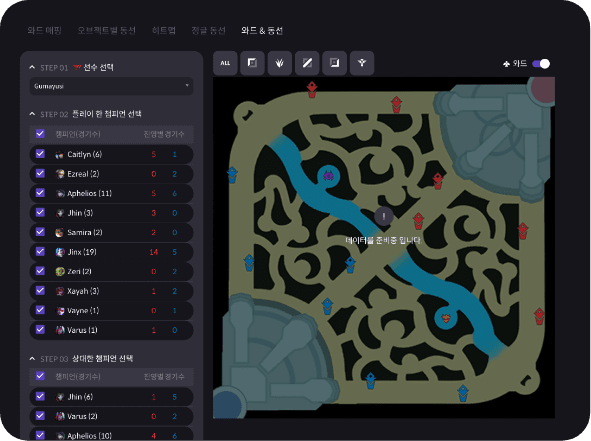 와드 매핑 오브젝트별 동선 히트맵 정글 동선 와드 & 동선
STEP 01 선수 선택
Gumayusi
STEP 02 플레이 한 챔피언 선택
챔피언(경기수) 진영별 경기수
Caitlyn (6) 5 1
Ezreal (2) 0 2
Aphelios (11) 5 6
Jhin (3) 3 0
Samira (2) 2 0
Jinx (19) 14 5
Zeri (2) 0 2
Xayah (3) 1 2
Vayne (1) 0 1
Varus (1) 1 0
STEP 03 상대한 챔피언 선택
챔피언(경기수) 진영별 경기수
Jhin (6) 1 5
Varus (2) 0 2
Aphelios (10) 4 6
ALL
와드
!
데이터를 준비중 입니다.